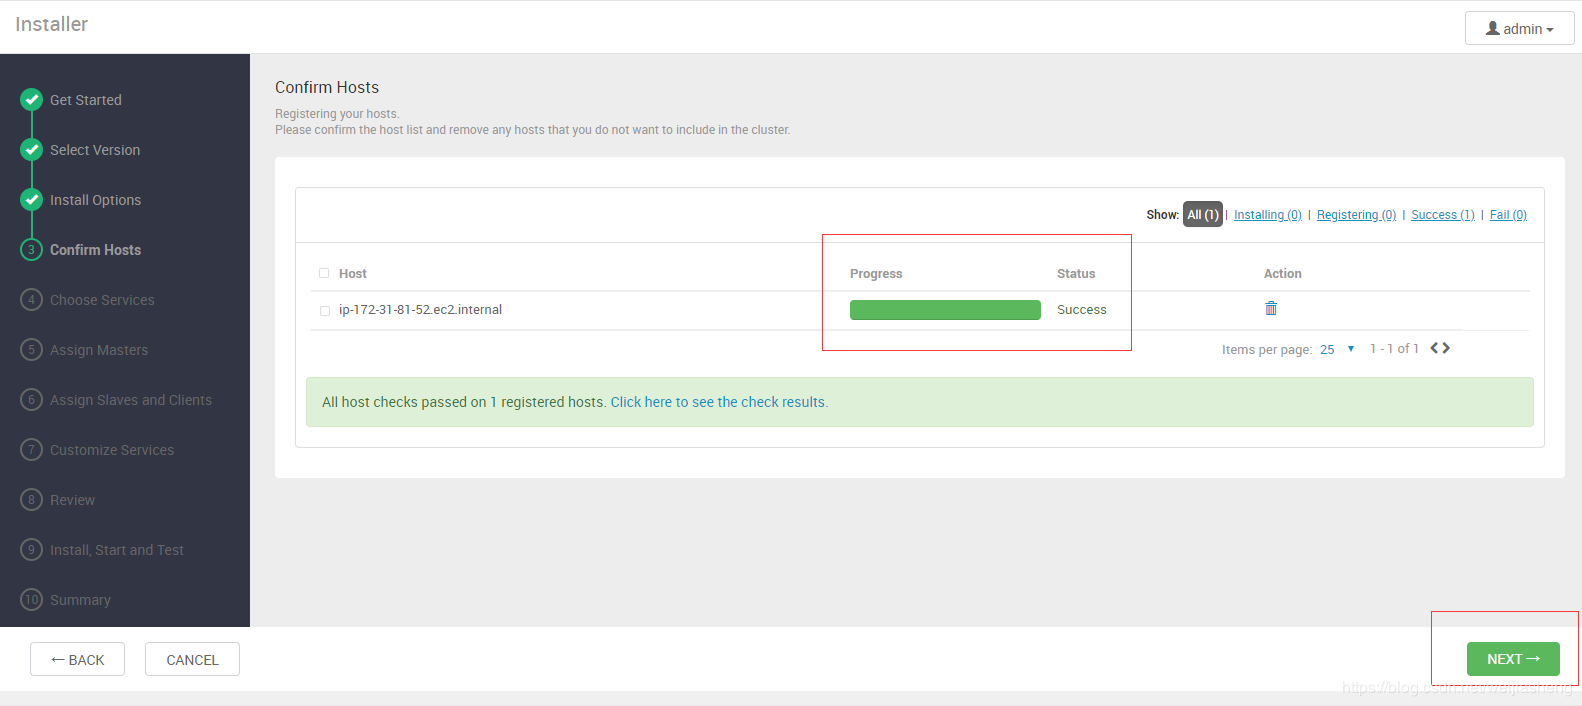 Installer
admin
Get Started
Select Version
Install Options
3 Confirm Hosts
4 Choose Services
5 Assign Masters
6 Assign Slaves and Clients
7 Customize Services
8 Review
9 Install, Start and Test
10 Summary
Confirm Hosts
Registering your hosts.
Please confirm the host list and remove any hosts that you do not want to include in the cluster.
Show: All (1) | Installing (0) | Registering (0) | Success (1) | Fail (0)
Host Progress Status Action
ip-172-31-81-52.ec2.internal Success
Items per page: 25 1 - 1 of 1
All host checks passed on 1 registered hosts. Click here to see the check results.
← BACK CANCEL NEXT →
https://blog.csdn.net/weijiasheng